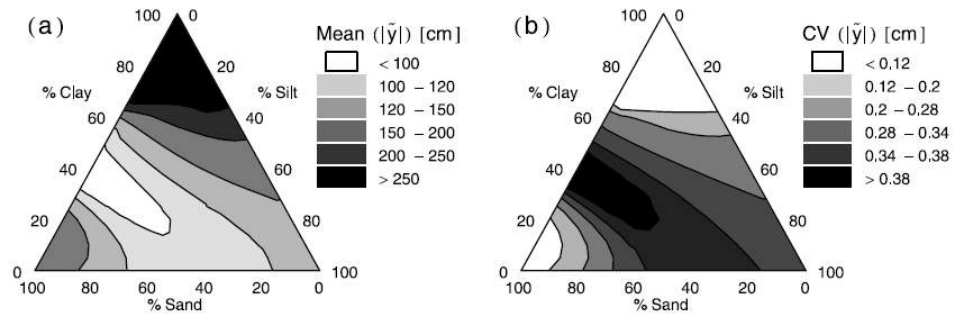 (a)
100 0
Mean (|ỹ|) [cm]
< 100
100 – 120
120 – 150
150 – 200
200 – 250
> 250
80 20
% Clay % Silt
60 40
40 60
20 80
0 100
100 80 60 40 20 0
% Sand
(b)
100 0
CV (|ỹ|) [cm]
< 0.12
0.12 – 0.2
0.2 – 0.28
0.28 – 0.34
0.34 – 0.38
> 0.38
80 20
% Clay % Silt
60 40
40 60
20 80
0 100
100 80 60 40 20 0
% Sand